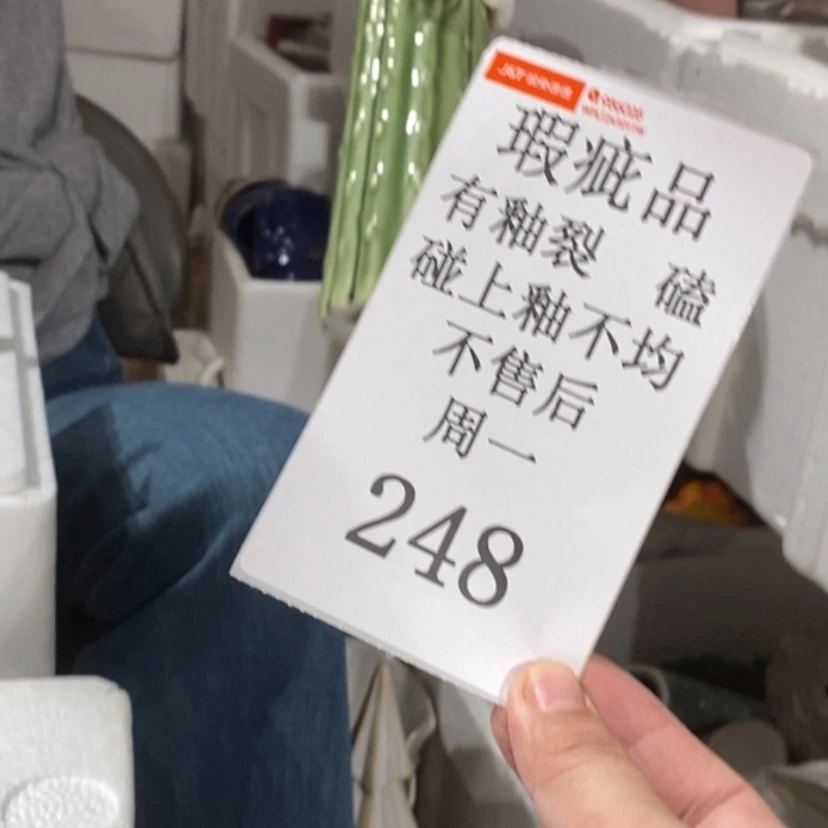 瑕疵品
有釉裂 磕
碰上釉不均
不售后
周一
248